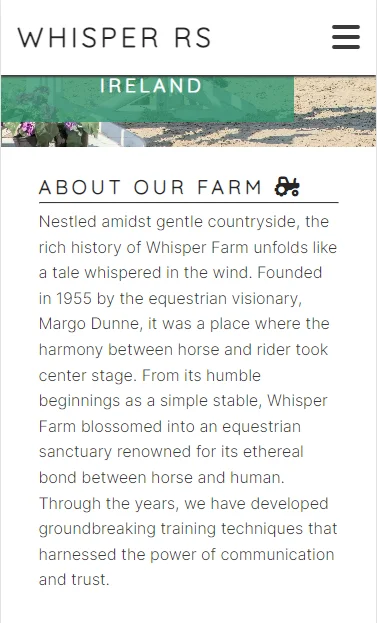 WHISPER RS
IRELAND
ABOUT OUR FARM
Nestled amidst gentle countryside, the
rich history of Whisper Farm unfolds like
a tale whispered in the wind. Founded
in 1955 by the equestrian visionary,
Margo Dunne, it was a place where the
harmony between horse and rider took
center stage. From its humble
beginnings as a simple stable, Whisper
Farm blossomed into an equestrian
sanctuary renowned for its ethereal
bond between horse and human.
Through the years, we have developed
groundbreaking training techniques that
harnessed the power of communication
and trust.